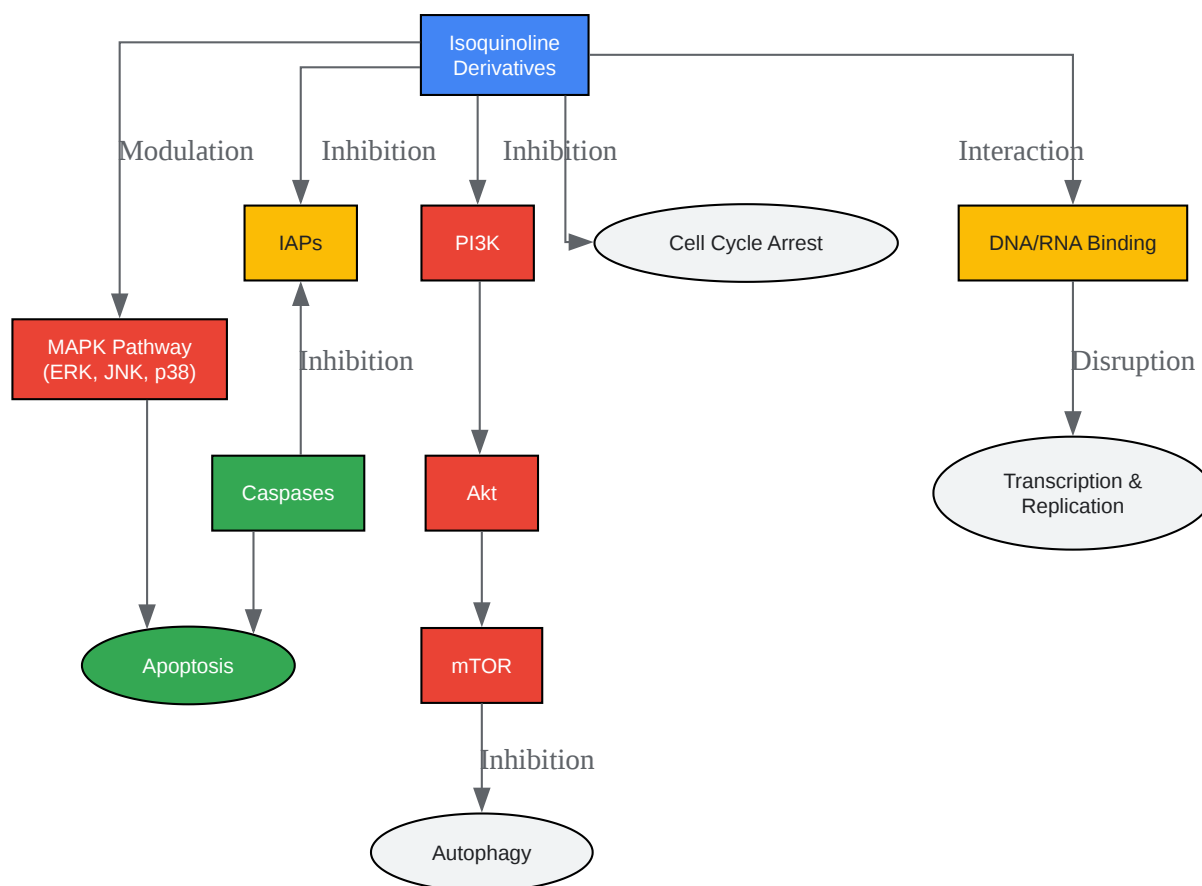 Isoquinoline
Derivatives
Modulation
Inhibition
Inhibition
Interaction
IAPs
PI3K
Cell Cycle Arrest
DNA/RNA Binding
MAPK Pathway
(ERK, JNK, p38)
Inhibition
Disruption
Caspases
Akt
Transcription &
Replication
Apoptosis
mTOR
Inhibition
Autophagy